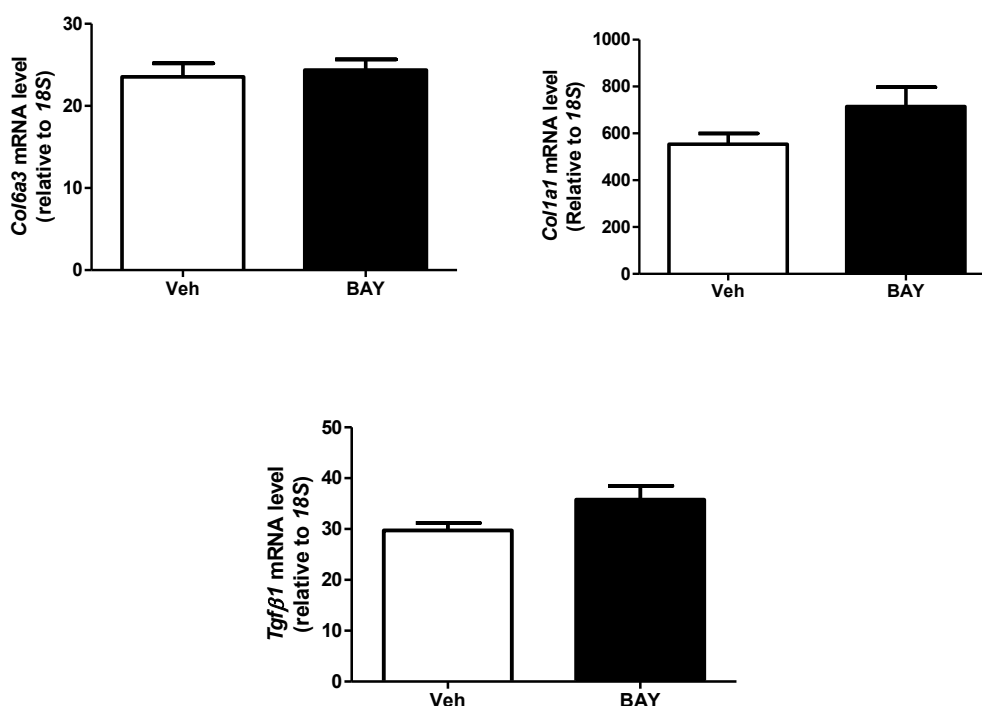 Col6a3 mRNA level
(relative to 18S)
30
20
10
0
Veh BAY
Col1a1 mRNA level
(Relative to 18S)
1000
800
600
400
200
0
Veh BAY
Tgfβ1 mRNA level
(relative to 18S)
50
40
30
20
10
0
Veh BAY